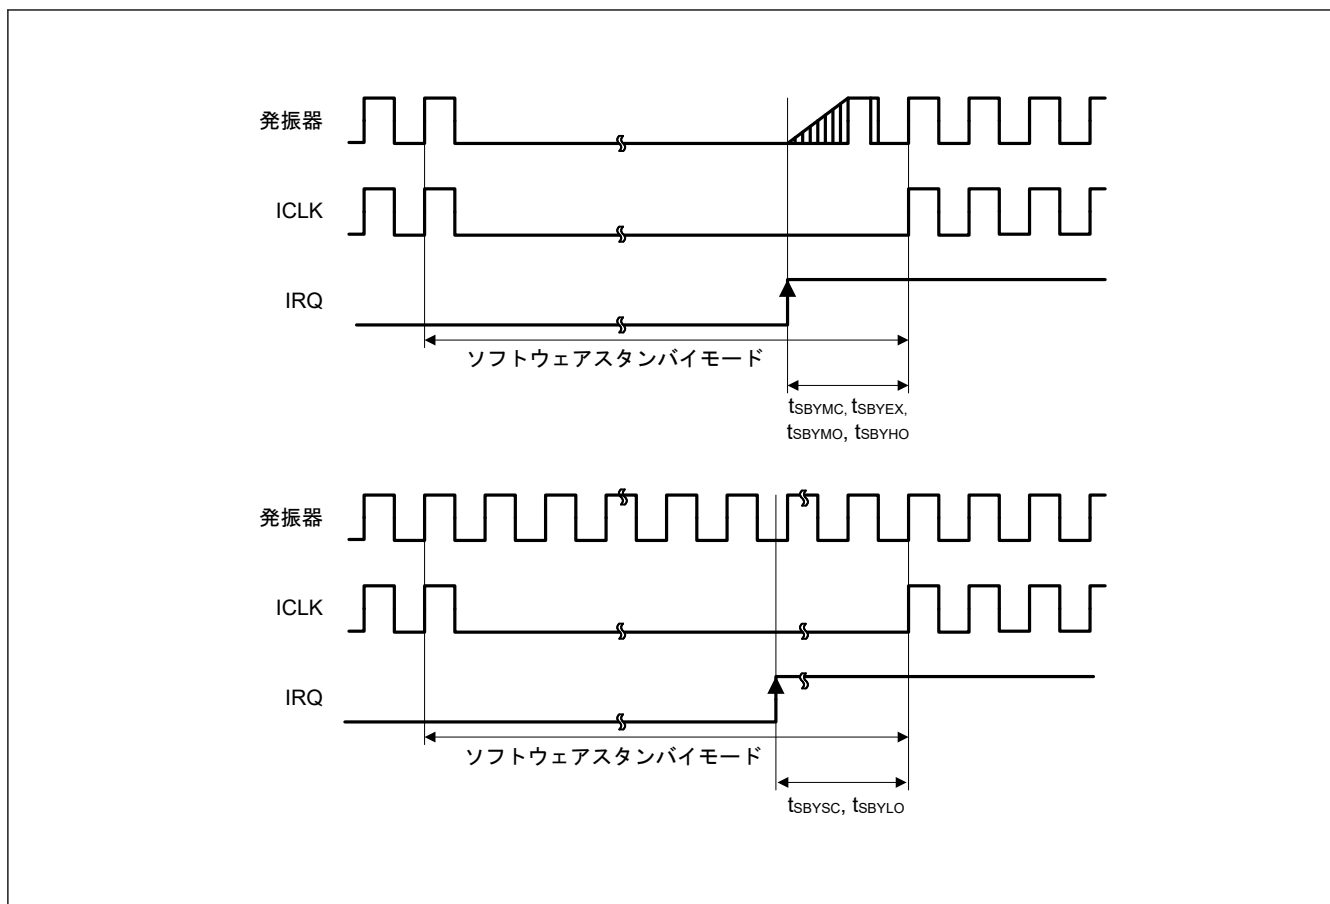 発振器
ICLK
IRQ
ソフトウェアスタンバイモード
tSBYMC, tSBYEX,
tSBYMO, tSBYHO
発振器
ICLK
IRQ
ソフトウェアスタンバイモード
tSBYSC, tSBYLO